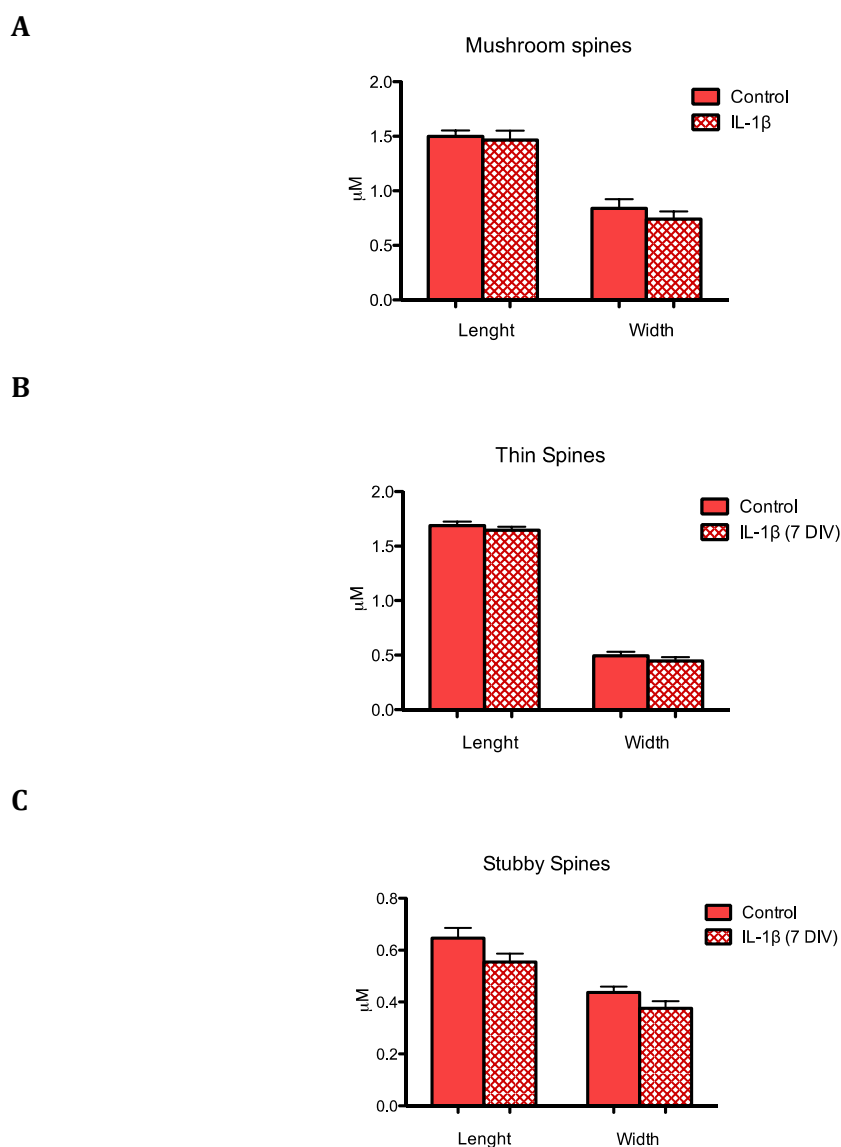 A
Mushroom spines
2.0
1.5
1.0
0.5
0.0
μM
Control
IL-1β
Lenght
Width
B
Thin Spines
2.0
1.5
1.0
0.5
0.0
μM
Control
IL-1β (7 DIV)
Lenght
Width
C
Stubby Spines
0.8
0.6
0.4
0.2
0.0
μM
Control
IL-1β (7 DIV)
Lenght
Width